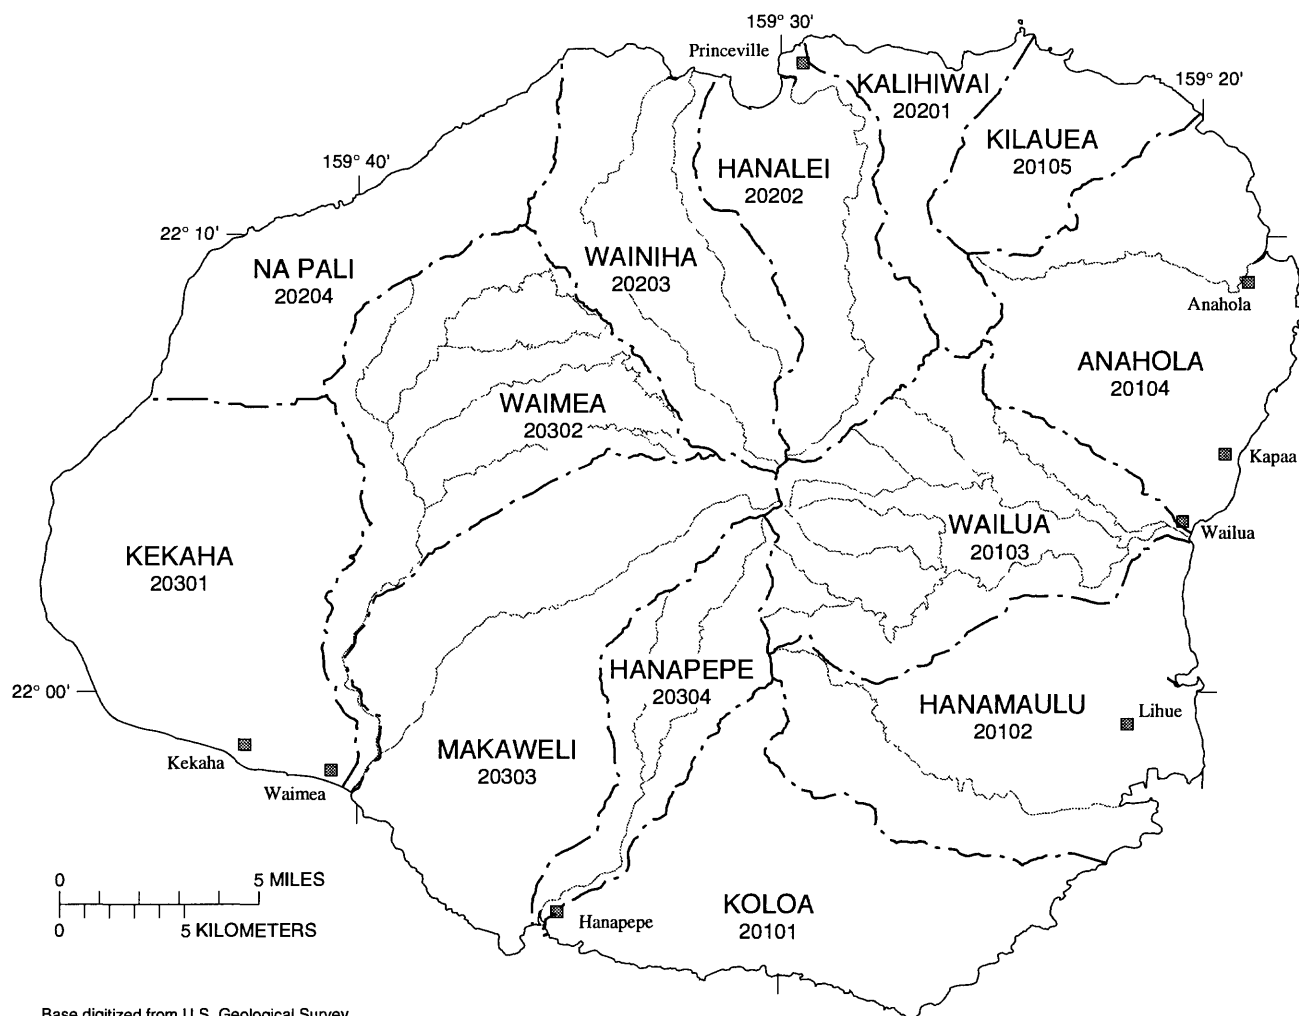 159° 30'
Princeville
KALIHIWAI
20201
159° 20'
KILAUEA
20105
159° 40'
HANALEI
20202
22° 10'
NA PALI
20204
WAINIHA
20203
Anahola
ANAHOLA
20104
WAIMEA
20302
Kapaa
WAILUA
20103
Wailua
KEKAHA
20301
HANAPEPE
20304
22° 00'
HANAMAULU
20102
Lihue
MAKAWELI
20303
Kekaha
Waimea
0 5 MILES
0 5 KILOMETERS
KOLOA
20101
Hanapepe
Base digitized from U.S. Geological Survey